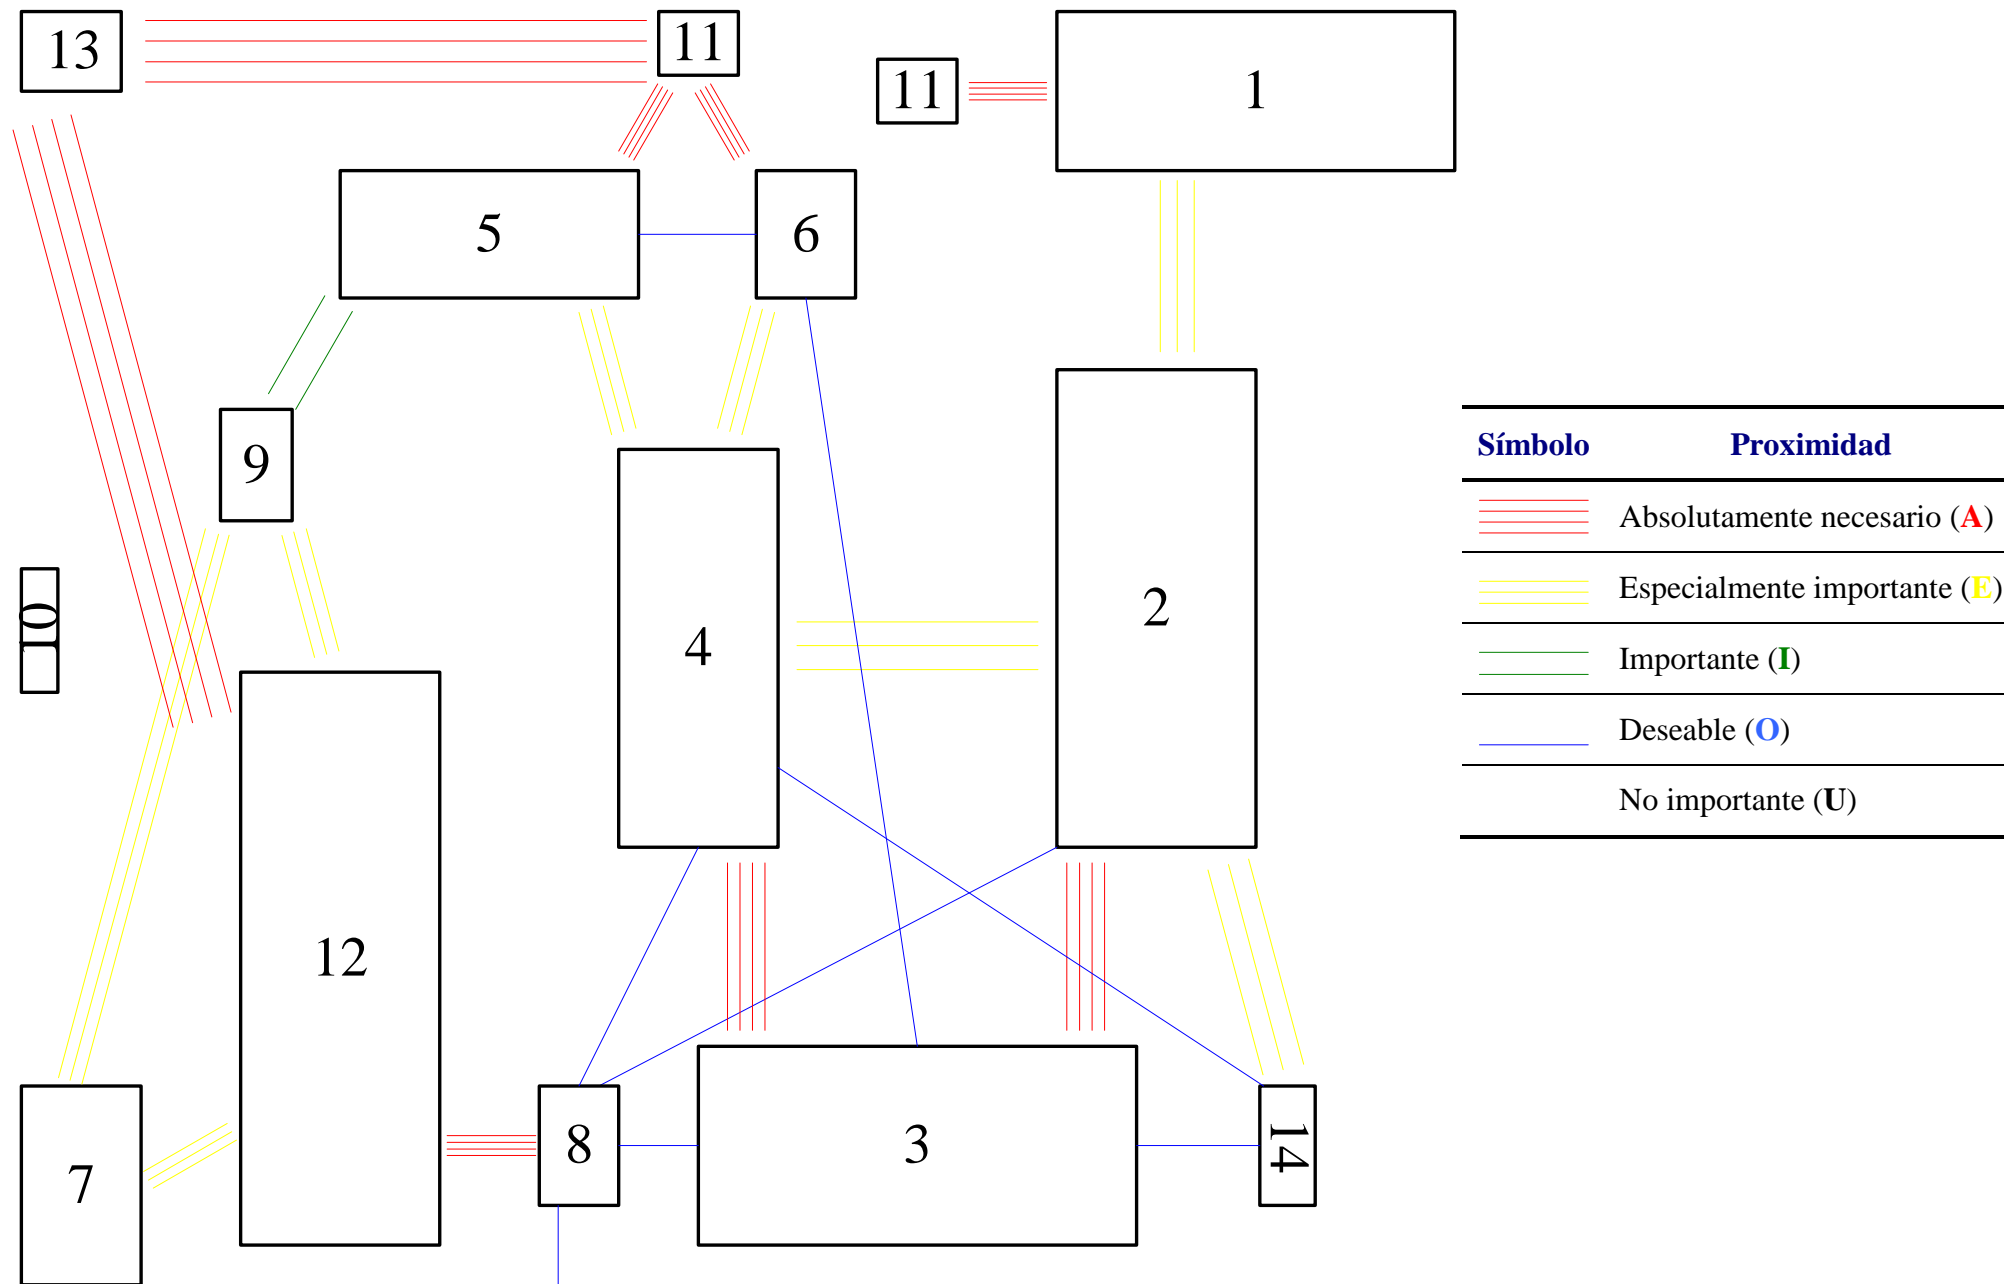 13
11
11
1
5
6
9
10
4
2
12
7
8
3
14
Símbolo Proximidad
Absolutamente necesario (A)
Especialmente importante (E)
Importante (I)
Deseable (O)
No importante (U)